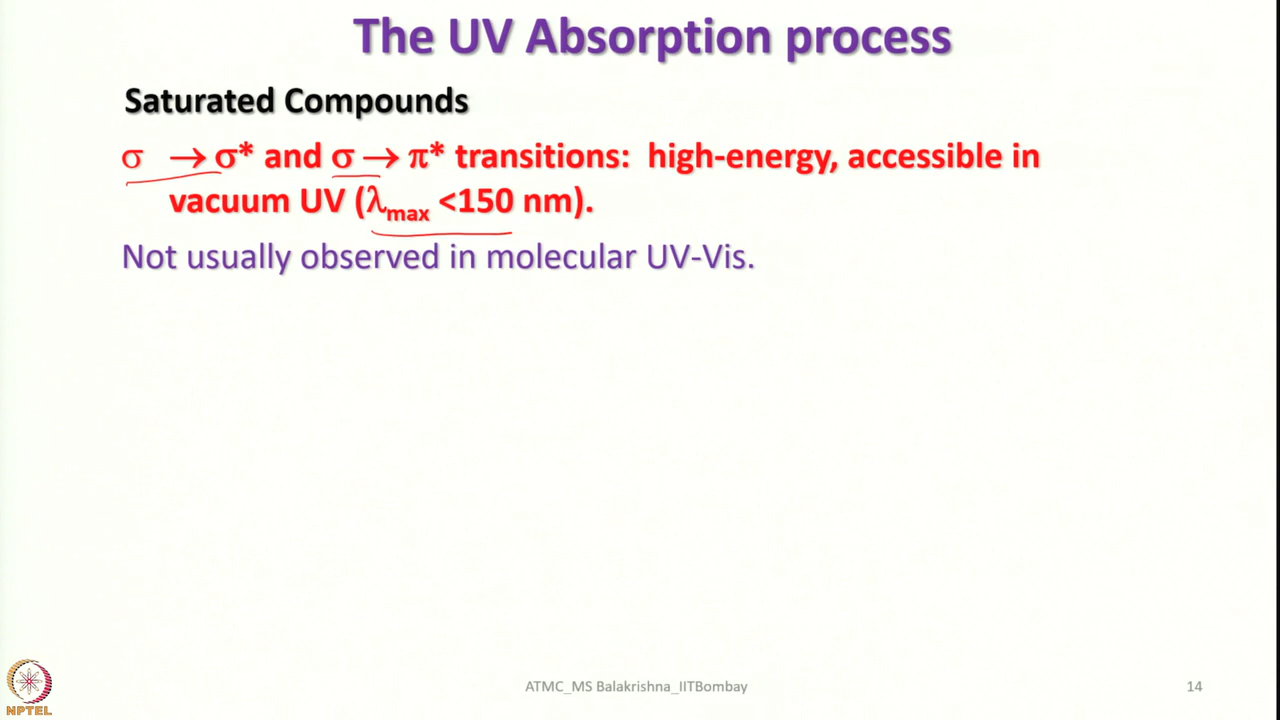 The UV Absorption process
Saturated Compounds
σ → σ* and σ → π* transitions: high-energy, accessible in
vacuum UV (λmax <150 nm).
Not usually observed in molecular UV-Vis.
NPTEL
ATMC_MS Balakrishna_IITBombay
14